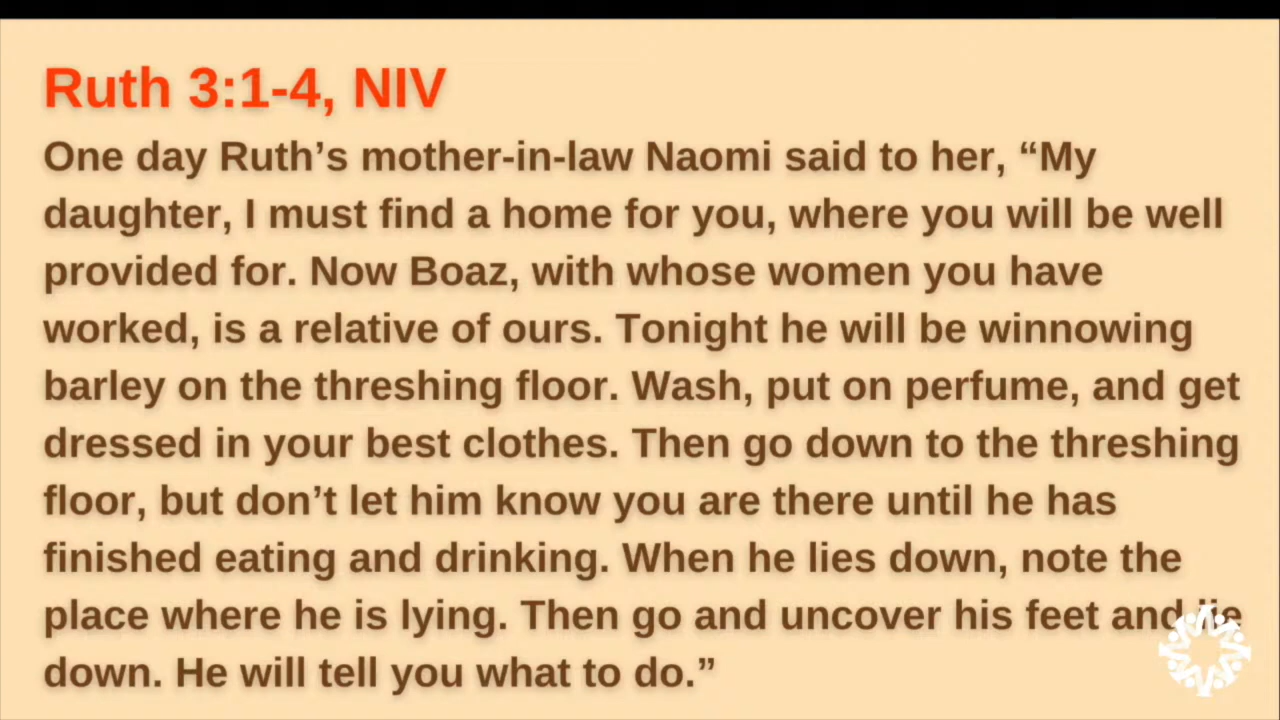 Ruth 3:1-4, NIV
One day Ruth’s mother-in-law Naomi said to her, “My
daughter, I must find a home for you, where you will be well
provided for. Now Boaz, with whose women you have
worked, is a relative of ours. Tonight he will be winnowing
barley on the threshing floor. Wash, put on perfume, and get
dressed in your best clothes. Then go down to the threshing
floor, but don’t let him know you are there until he has
finished eating and drinking. When he lies down, note the
place where he is lying. Then go and uncover his feet and lie
down. He will tell you what to do.”